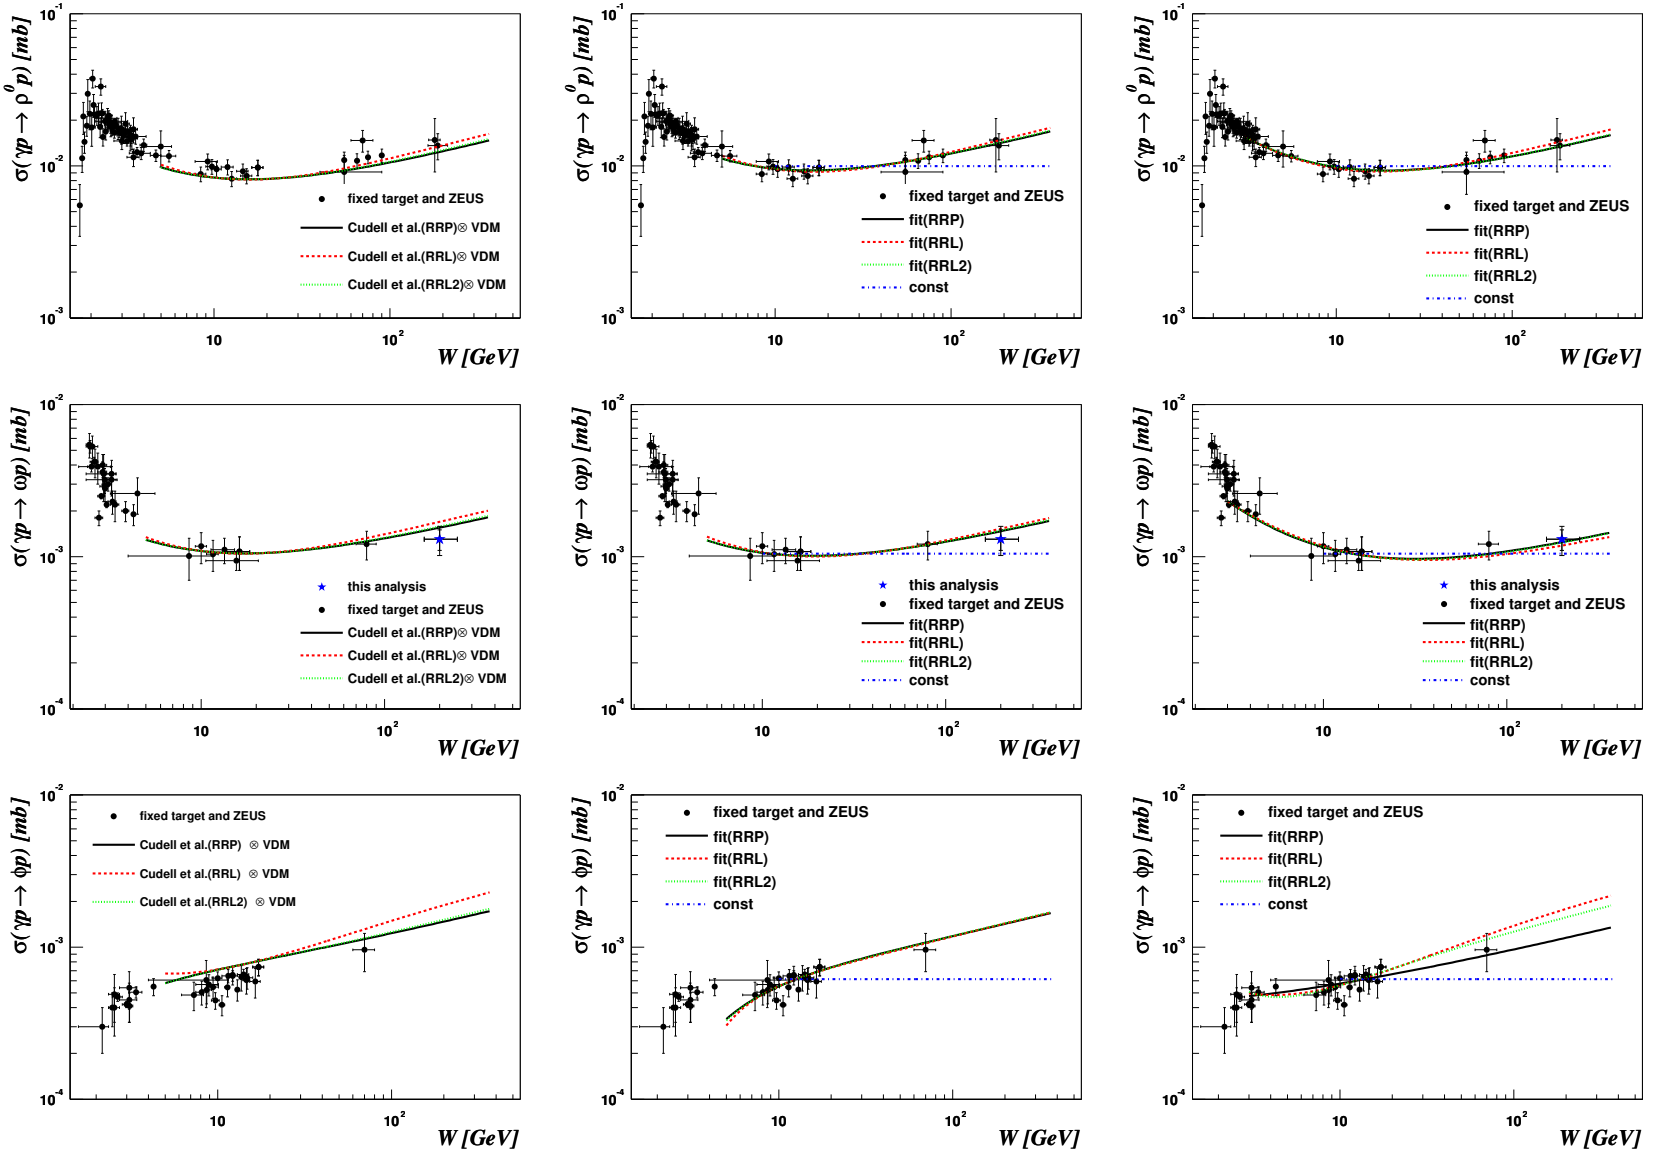 σ(γp → ρ⁰p) [mb]
10⁻¹
10⁻²
10⁻³
fixed target and ZEUS
Cudell et al.(RRP)⊗ VDM
Cudell et al.(RRL)⊗ VDM
Cudell et al.(RRL2)⊗ VDM
10
10²
W [GeV]
σ(γp → ρ⁰p) [mb]
10⁻¹
10⁻²
10⁻³
fixed target and ZEUS
fit(RRP)
fit(RRL)
fit(RRL2)
const
10
10²
W [GeV]
σ(γp → ρ⁰p) [mb]
10⁻¹
10⁻²
10⁻³
fixed target and ZEUS
fit(RRP)
fit(RRL)
fit(RRL2)
const
10
10²
W [GeV]
σ(γp → ωp) [mb]
10⁻²
10⁻³
10⁻⁴
this analysis
fixed target and ZEUS
Cudell et al.(RRP)⊗ VDM
Cudell et al.(RRL)⊗ VDM
Cudell et al.(RRL2)⊗ VDM
10
10²
W [GeV]
σ(γp → ωp) [mb]
10⁻²
10⁻³
10⁻⁴
this analysis
fixed target and ZEUS
fit(RRP)
fit(RRL)
fit(RRL2)
const
10
10²
W [GeV]
σ(γp → ωp) [mb]
10⁻²
10⁻³
10⁻⁴
this analysis
fixed target and ZEUS
fit(RRP)
fit(RRL)
fit(RRL2)
const
10
10²
W [GeV]
σ(γp → ϕp) [mb]
10⁻²
10⁻³
10⁻⁴
fixed target and ZEUS
Cudell et al.(RRP) ⊗ VDM
Cudell et al.(RRL) ⊗ VDM
Cudell et al.(RRL2) ⊗ VDM
10
10²
W [GeV]
σ(γp → ϕp) [mb]
10⁻²
10⁻³
10⁻⁴
fixed target and ZEUS
fit(RRP)
fit(RRL)
fit(RRL2)
const
10
10²
W [GeV]
σ(γp → ϕp) [mb]
10⁻²
10⁻³
10⁻⁴
fixed target and ZEUS
fit(RRP)
fit(RRL)
fit(RRL2)
const
10
10²
W [GeV]